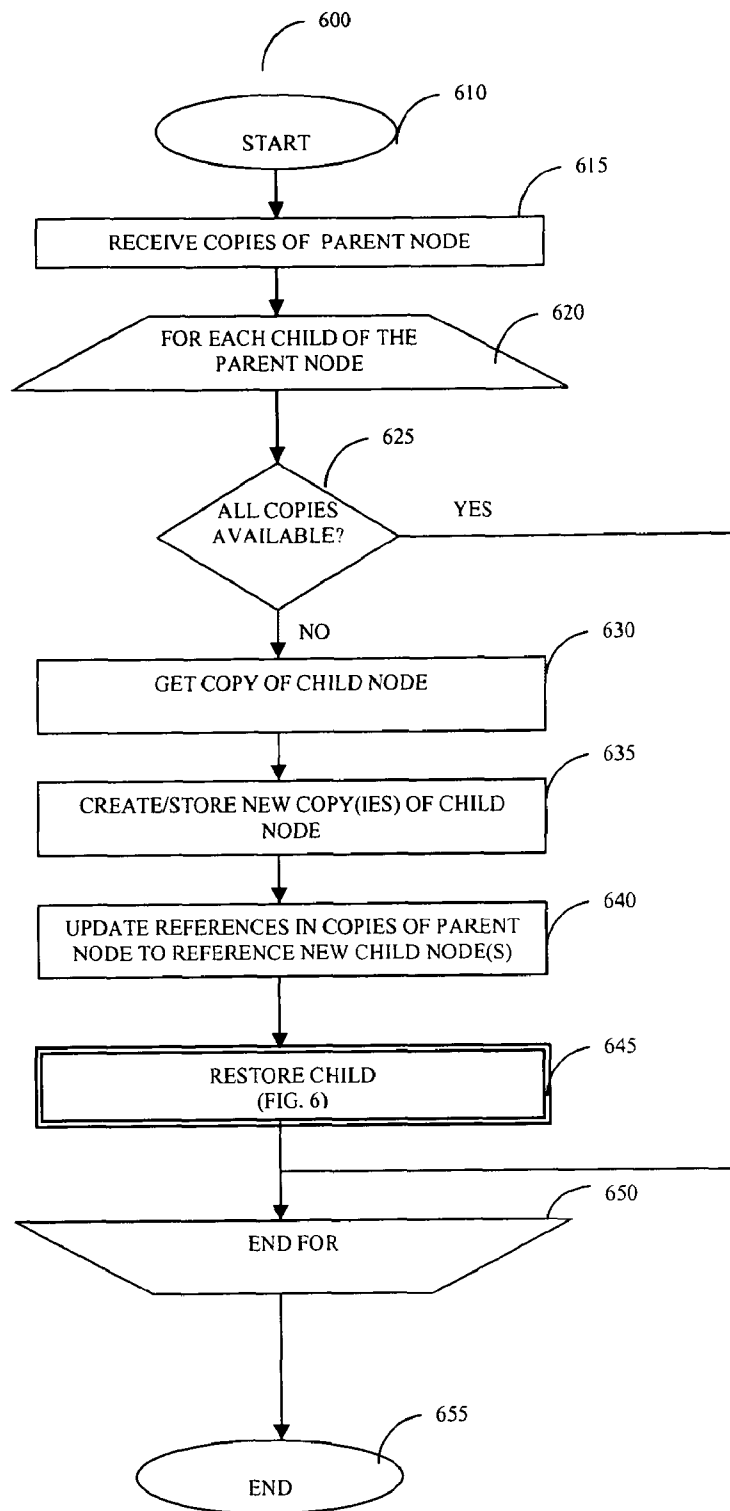 600
610
START
615
RECEIVE COPIES OF PARENT NODE
620
FOR EACH CHILD OF THE
PARENT NODE
625
ALL COPIES
AVAILABLE?
YES
NO
630
GET COPY OF CHILD NODE
635
CREATE/STORE NEW COPY(IES) OF CHILD
NODE
640
UPDATE REFERENCES IN COPIES OF PARENT
NODE TO REFERENCE NEW CHILD NODE(S)
645
RESTORE CHILD
(FIG. 6)
650
END FOR
655
END